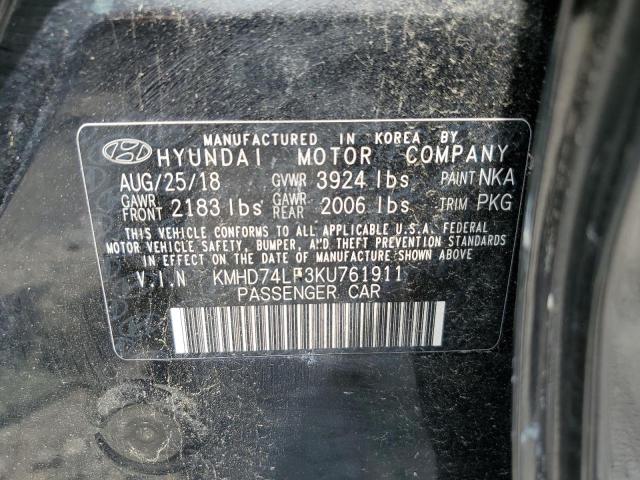 MANUFACTURED IN KOREA BY
HYUNDAI MOTOR COMPANY
AUG/25/18 GVWR 3924 lbs PAINT NKA
GAWR FRONT 2183 lbs GAWR REAR 2006 lbs TRIM PKG
THIS VEHICLE CONFORMS TO ALL APPLICABLE U.S.A. FEDERAL
MOTOR VEHICLE SAFETY, BUMPER, AND THEFT PREVENTION STANDARDS
IN EFFECT ON THE DATE OF MANUFACTURE SHOWN ABOVE.
V.I.N KMHD74LF3KU761911
PASSENGER CAR